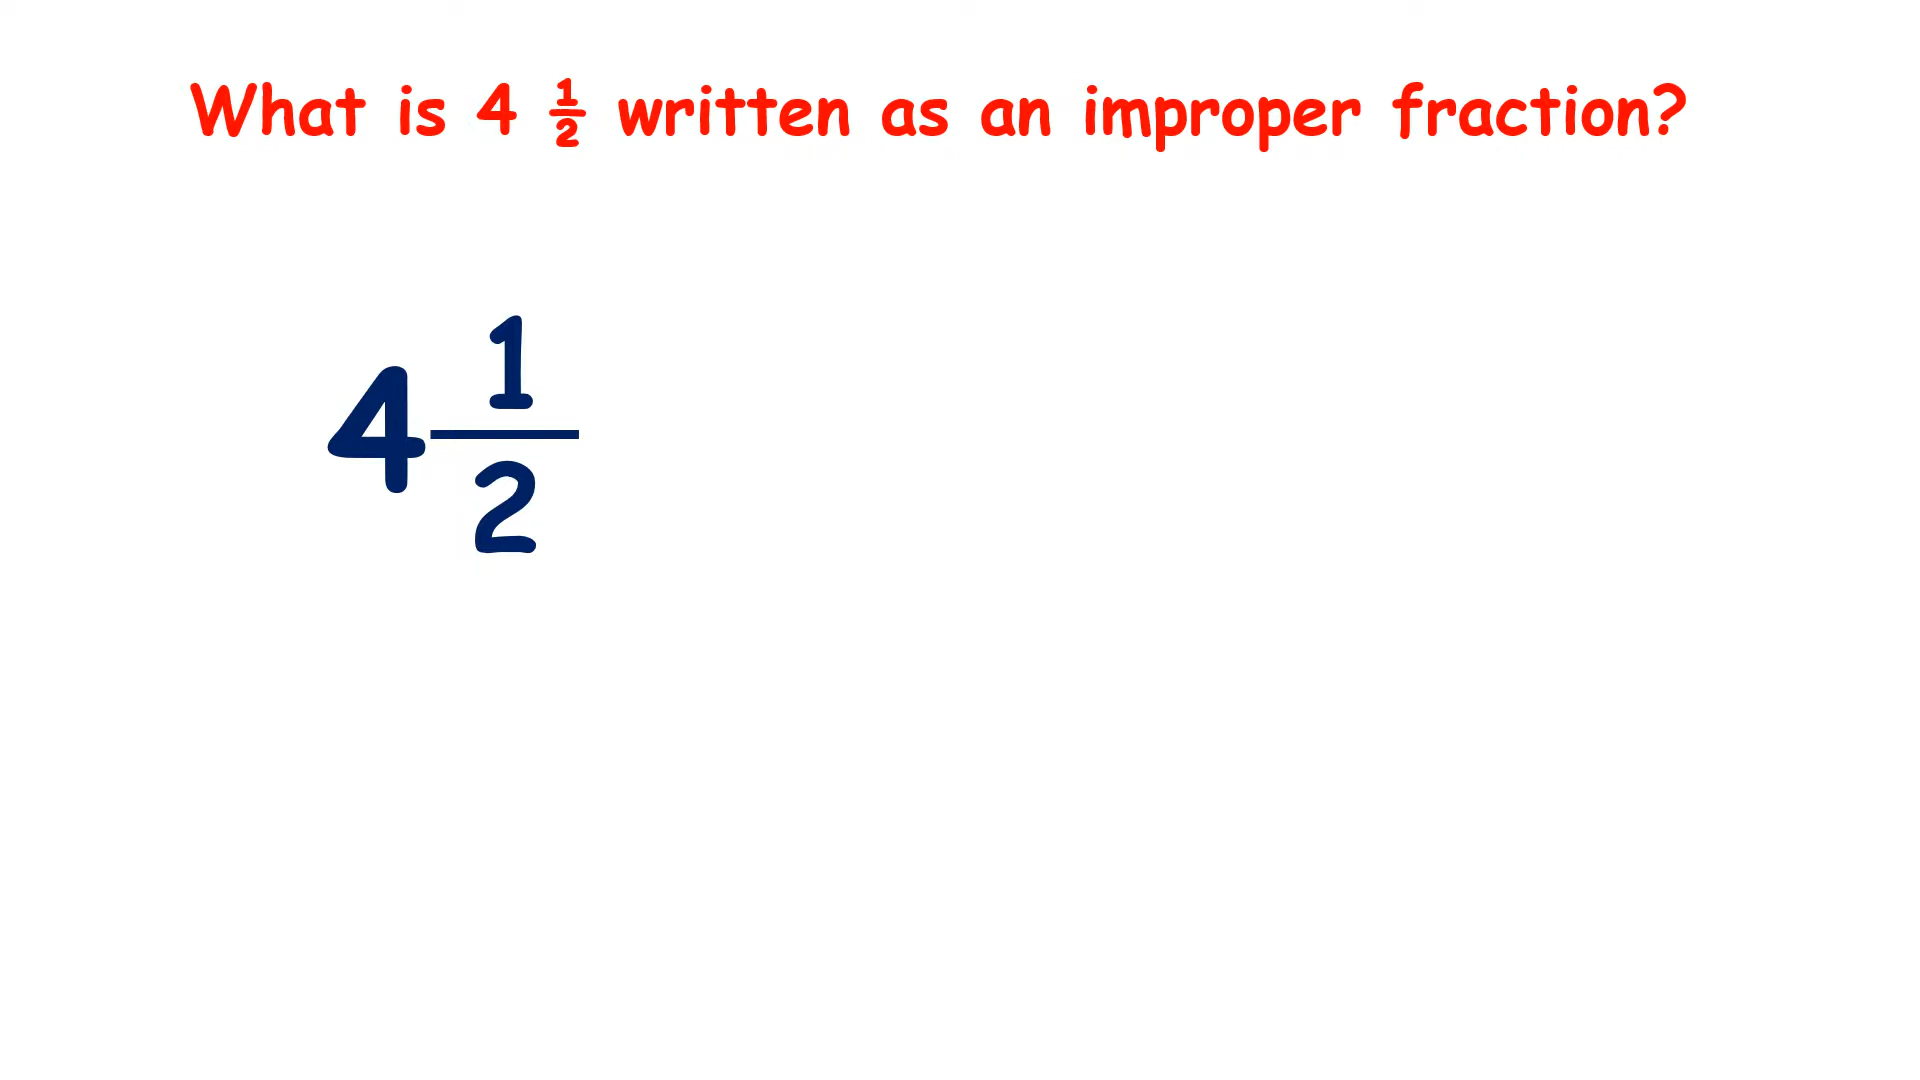 What is 4 ½ written as an improper fraction?
4 1/2